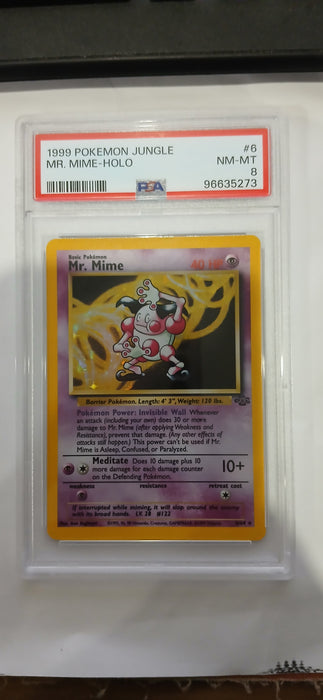 1999 POKEMON JUNGLE #6
MR. MIME-HOLO NM-MT
8
PSA 96635273
Basic Pokémon
Mr. Mime 40 HP
Barrier Pokémon. Length: 4' 3", Weight: 120 lbs.
Pokémon Power: Invisible Wall Whenever
an attack (including your own) does 30 or more
damage to Mr. Mime (after applying Weakness and
Resistance), prevent that damage. (Any other effects of
attacks still happen.) This power can't be used if Mr.
Mime is Asleep, Confused, or Paralyzed.
Meditate Does 10 damage plus 10
more damage for each damage counter
on the Defending Pokémon.
10+
weakness resistance retreat cost
If interrupted while miming, it will slap around the enemy
with its broad hands. LV. 28 #122